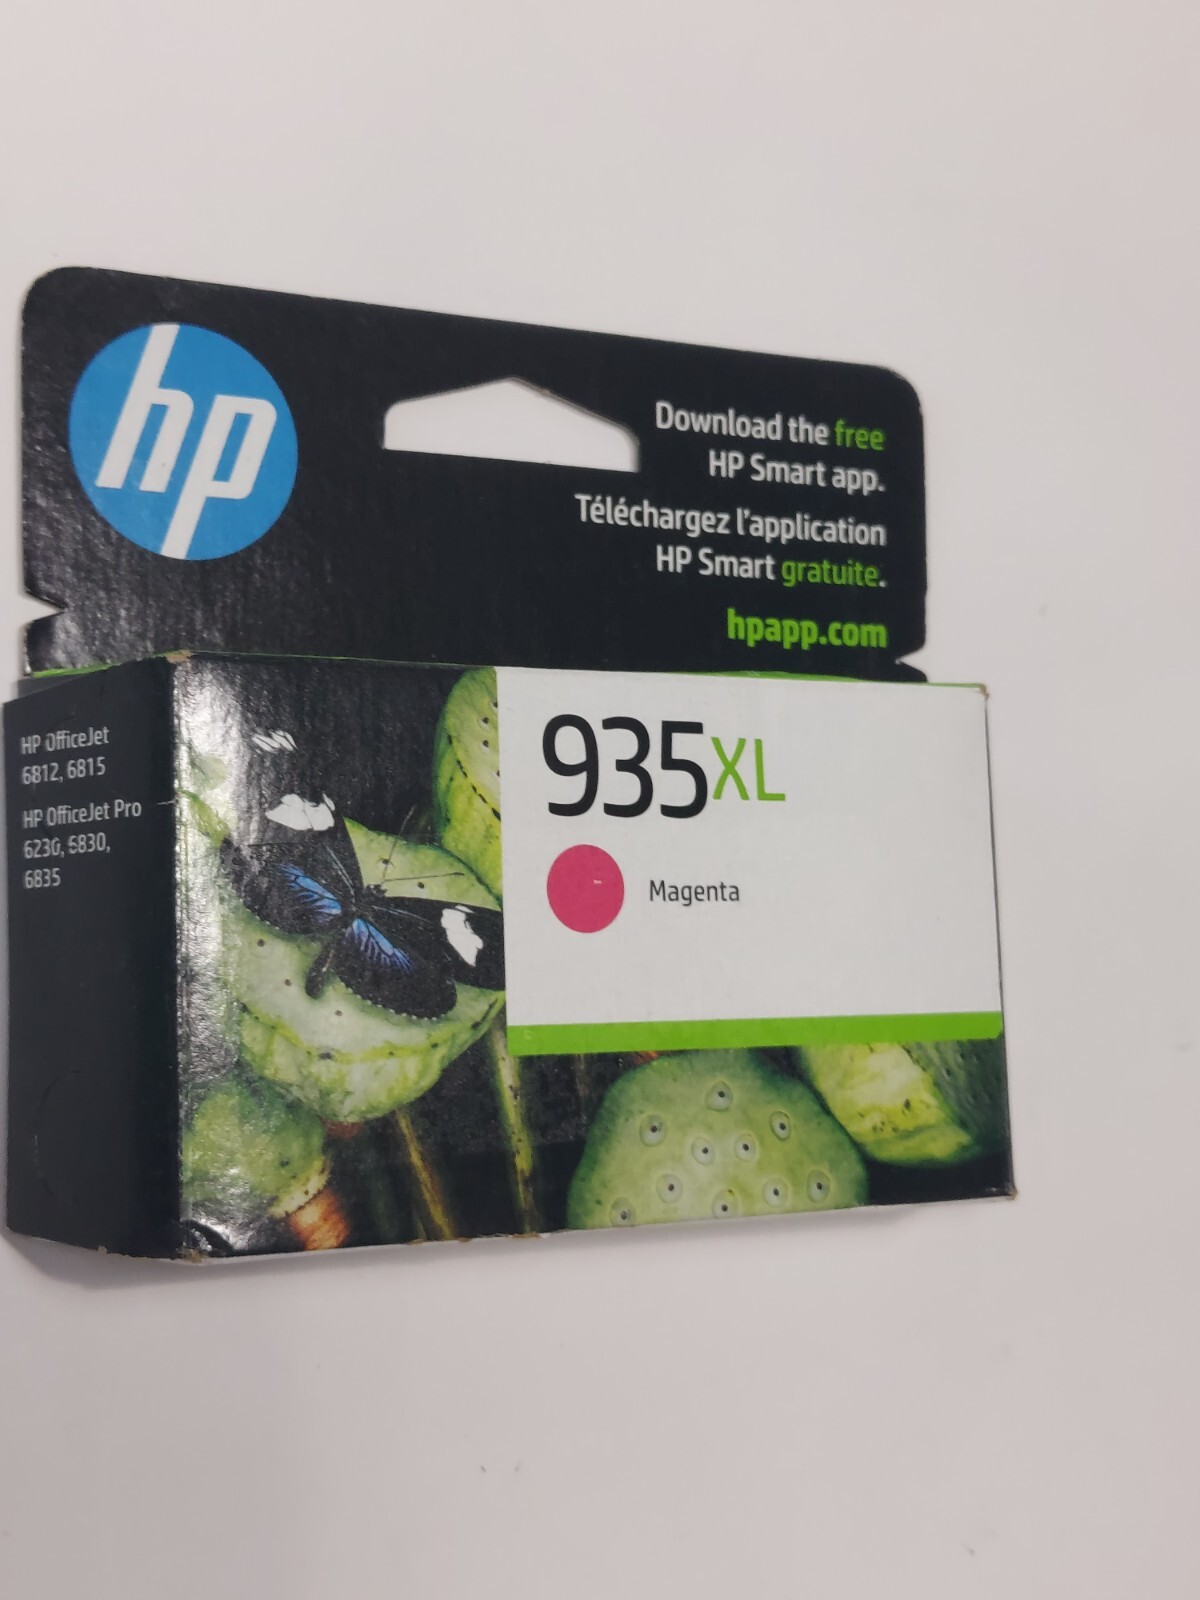 hp
Download the free
HP Smart app.
Téléchargez l'application
HP Smart gratuite.
hpapp.com
HP OfficeJet
6812, 6815
HP OfficeJet Pro
6230, 6830,
6835
935XL
Magenta